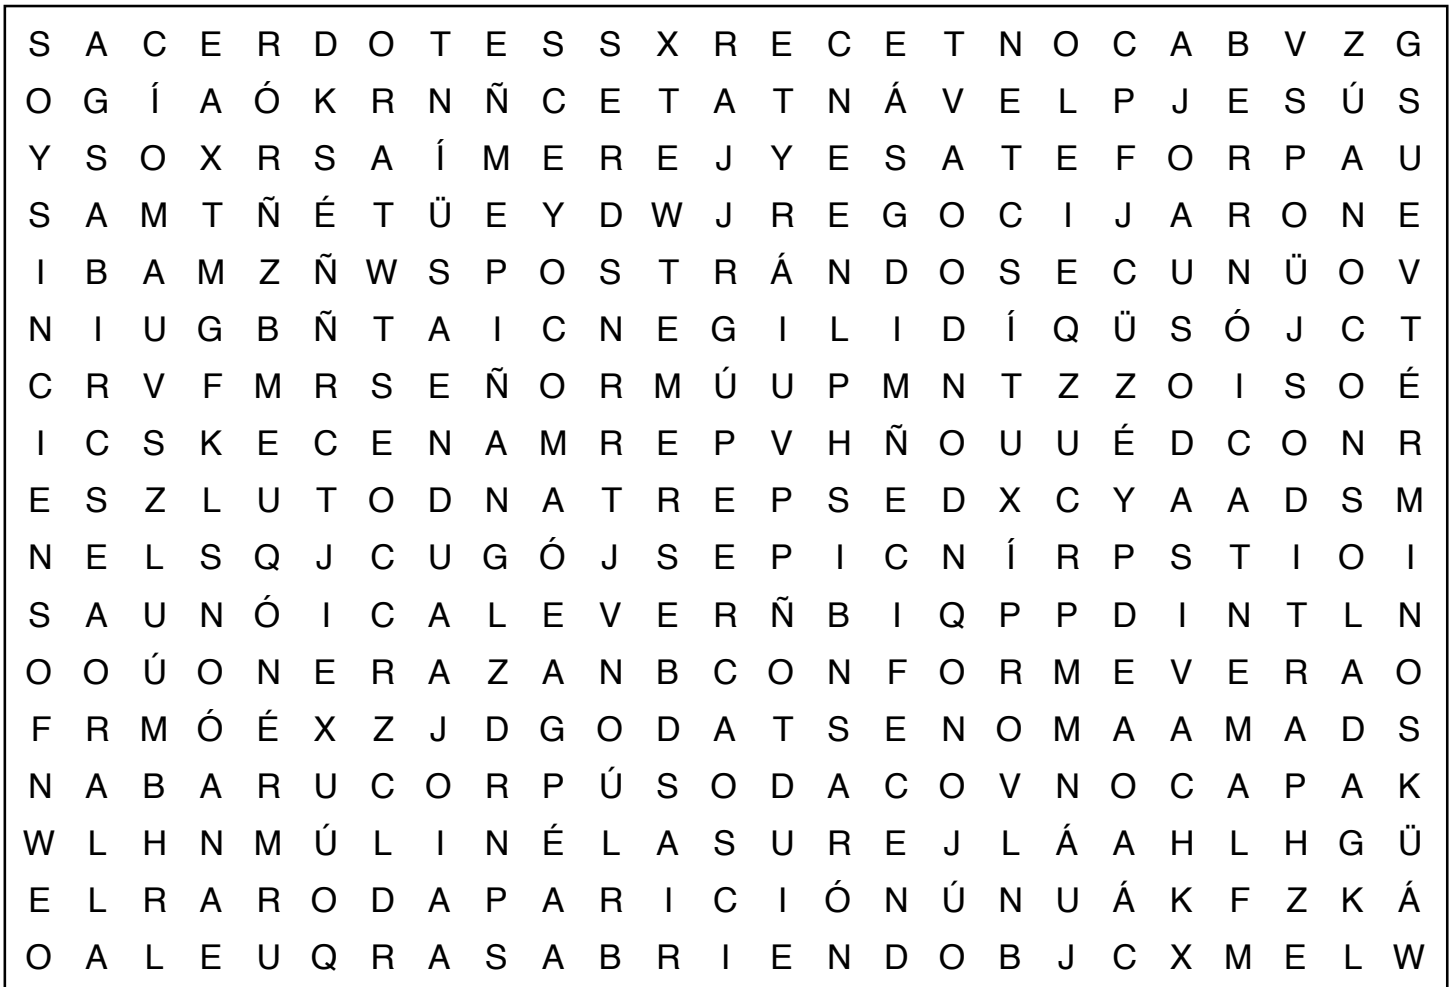 S A C E R D O T E S S X R E C E T N O C A B V Z G
O G Í A Ó K R N Ñ C E T A T N Á V E L P J E S Ú S
Y S O X R S A Í M E R E J Y E S A T E F O R P A U
S A M T Ñ É T Ü E Y D W J R E G O C I J A R O N E
I B A M Z Ñ W S P O S T R Á N D O S E C U N Ü O V
N I U G B Ñ T A I C N E G I L I D Í Q Ü S Ó J C T
C R V F M R S E Ñ O R M Ú U P M N T Z Z O I S O É
I C S K E C E N A M R E P V H Ñ O U U É D C O N R
E S Z L U T O D N A T R E P S E D X C Y A A D S M
N E L S Q J C U G Ó J S E P I C N Í R P S T I O I
S A U N Ó I C A L E V E R Ñ B I Q P P D I N T L N
O O Ú O N E R A Z A N B C O N F O R M E V E R A O
F R M Ó É X Z J D G O D A T S E N O M A A M A D S
N A B A R U C O R P Ú S O D A C O V N O C A P A K
W L H N M Ú L I N É L A S U R E J L Á A H L H G Ü
E L R A R O D A P A R I C I Ó N Ú N U Á K F Z K Á
O A L E U Q R A S A B R I E N D O B J C X M E L W